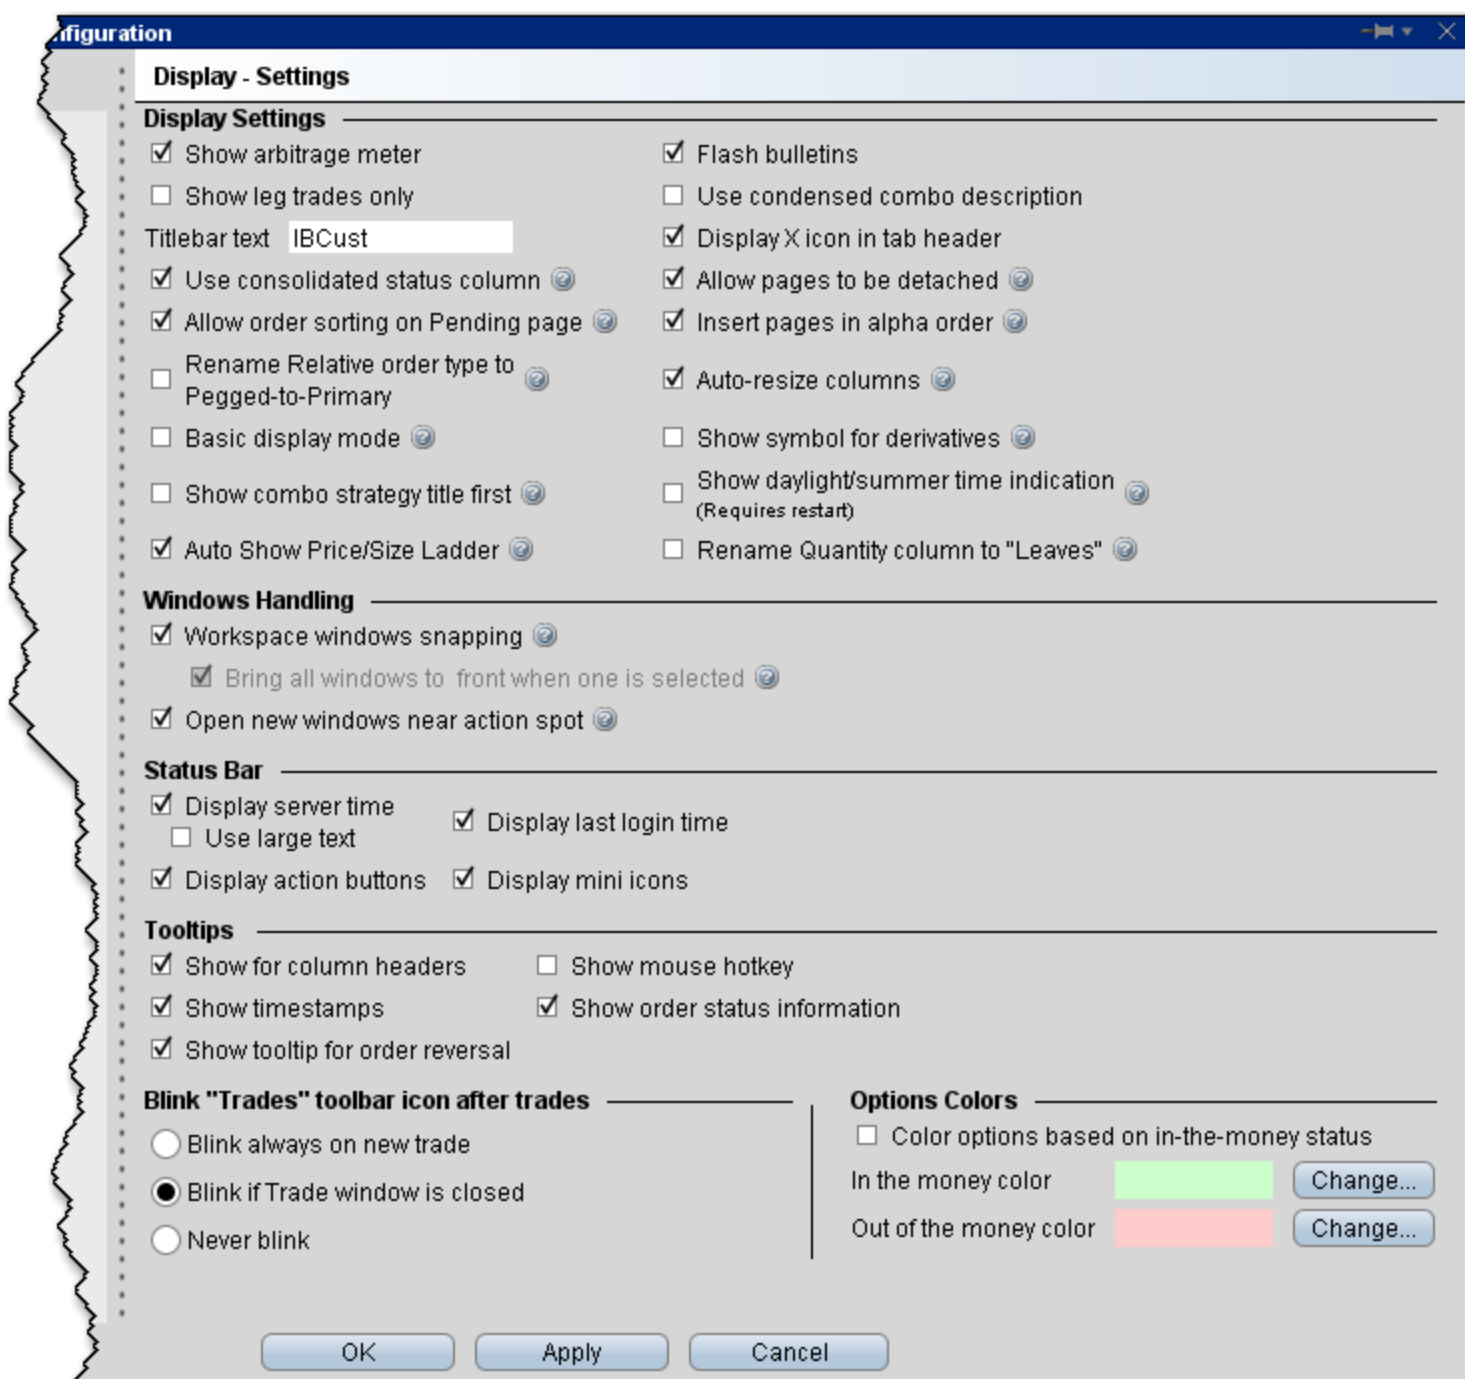 nfiguration
Display - Settings
Display Settings
Show arbitrage meter
Flash bulletins
Show leg trades only
Use condensed combo description
Titlebar text IBCust
Display X icon in tab header
Use consolidated status column
Allow pages to be detached
Allow order sorting on Pending page
Insert pages in alpha order
Rename Relative order type to
Pegged-to-Primary
Auto-resize columns
Basic display mode
Show symbol for derivatives
Show combo strategy title first
Show daylight/summer time indication
(Requires restart)
Auto Show Price/Size Ladder
Rename Quantity column to "Leaves"
Windows Handling
Workspace windows snapping
Bring all windows to front when one is selected
Open new windows near action spot
Status Bar
Display server time
Use large text
Display last login time
Display action buttons
Display mini icons
Tooltips
Show for column headers
Show mouse hotkey
Show timestamps
Show order status information
Show tooltip for order reversal
Blink "Trades" toolbar icon after trades
Blink always on new trade
Blink if Trade window is closed
Never blink
Options Colors
Color options based on in-the-money status
In the money color
Change...
Out of the money color
Change...
OK
Apply
Cancel